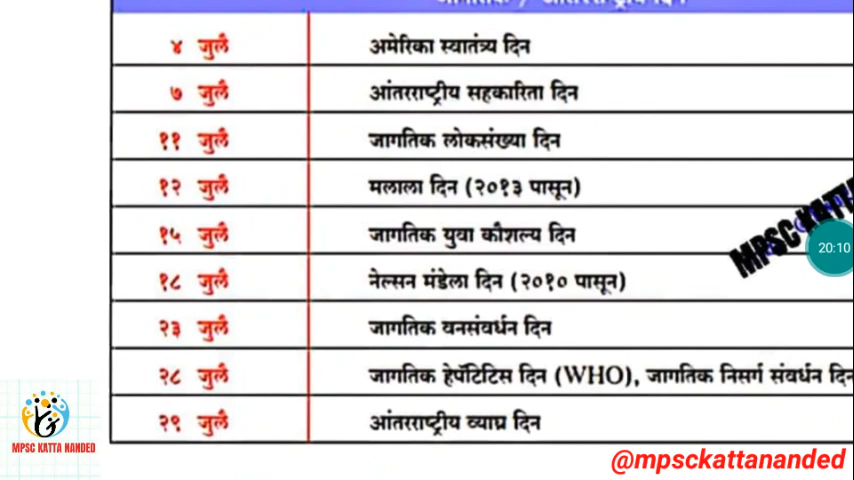 ४ जुलै अमेरिका स्वातंत्र्य दिन
७ जुलै आंतरराष्ट्रीय सहकारिता दिन
११ जुलै जागतिक लोकसंख्या दिन
१२ जुलै मलाला दिन (२०१३ पासून)
१५ जुलै जागतिक युवा कौशल्य दिन
MPSC KATTA
20:10
१८ जुलै नेल्सन मंडेला दिन (२०१० पासून)
२३ जुलै जागतिक वनसंवर्धन दिन
२८ जुलै जागतिक हेपॅटिटिस दिन (WHO), जागतिक निसर्ग संवर्धन दिन
२९ जुलै आंतरराष्ट्रीय व्याघ्र दिन
MPSC KATTA NANDED
@mpsckattananded